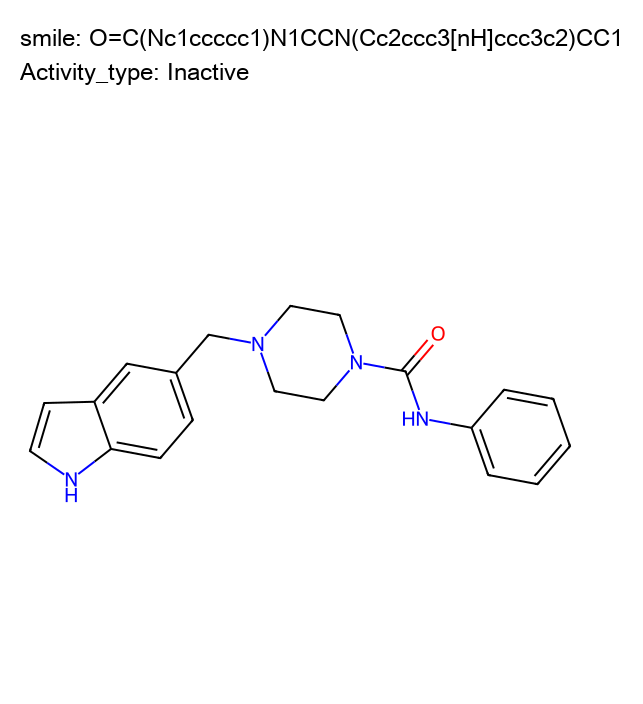 smile: O=C(Nc1ccccc1)N1CCN(Cc2ccc3[nH]ccc3c2)CC1
Activity_type: Inactive
O
N
N
HN
N
H